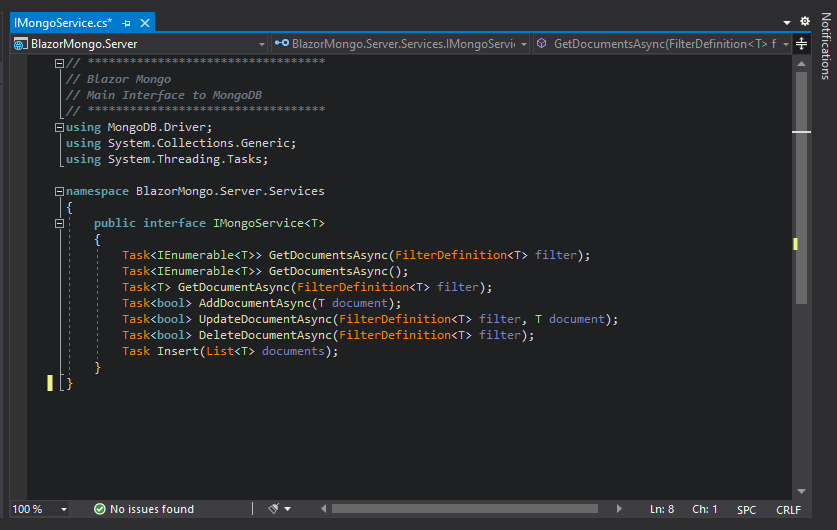 IMongoService.cs*
Notifications
BlazorMongo.Server
BlazorMongo.Server.Services.IMongoServi
GetDocumentsAsync(FilterDefinition<T> f
// **********************************
// Blazor Mongo
// Main Interface to MongoDB
// **********************************
using MongoDB.Driver;
using System.Collections.Generic;
using System.Threading.Tasks;
namespace BlazorMongo.Server.Services
{
public interface IMongoService<T>
{
Task<IEnumerable<T>> GetDocumentsAsync(FilterDefinition<T> filter);
Task<IEnumerable<T>> GetDocumentsAsync();
Task<T> GetDocumentAsync(FilterDefinition<T> filter);
Task<bool> AddDocumentAsync(T document);
Task<bool> UpdateDocumentAsync(FilterDefinition<T> filter, T document);
Task<bool> DeleteDocumentAsync(FilterDefinition<T> filter);
Task Insert(List<T> documents);
}
}
100 %
No issues found
Ln: 8
Ch: 1
SPC
CRLF